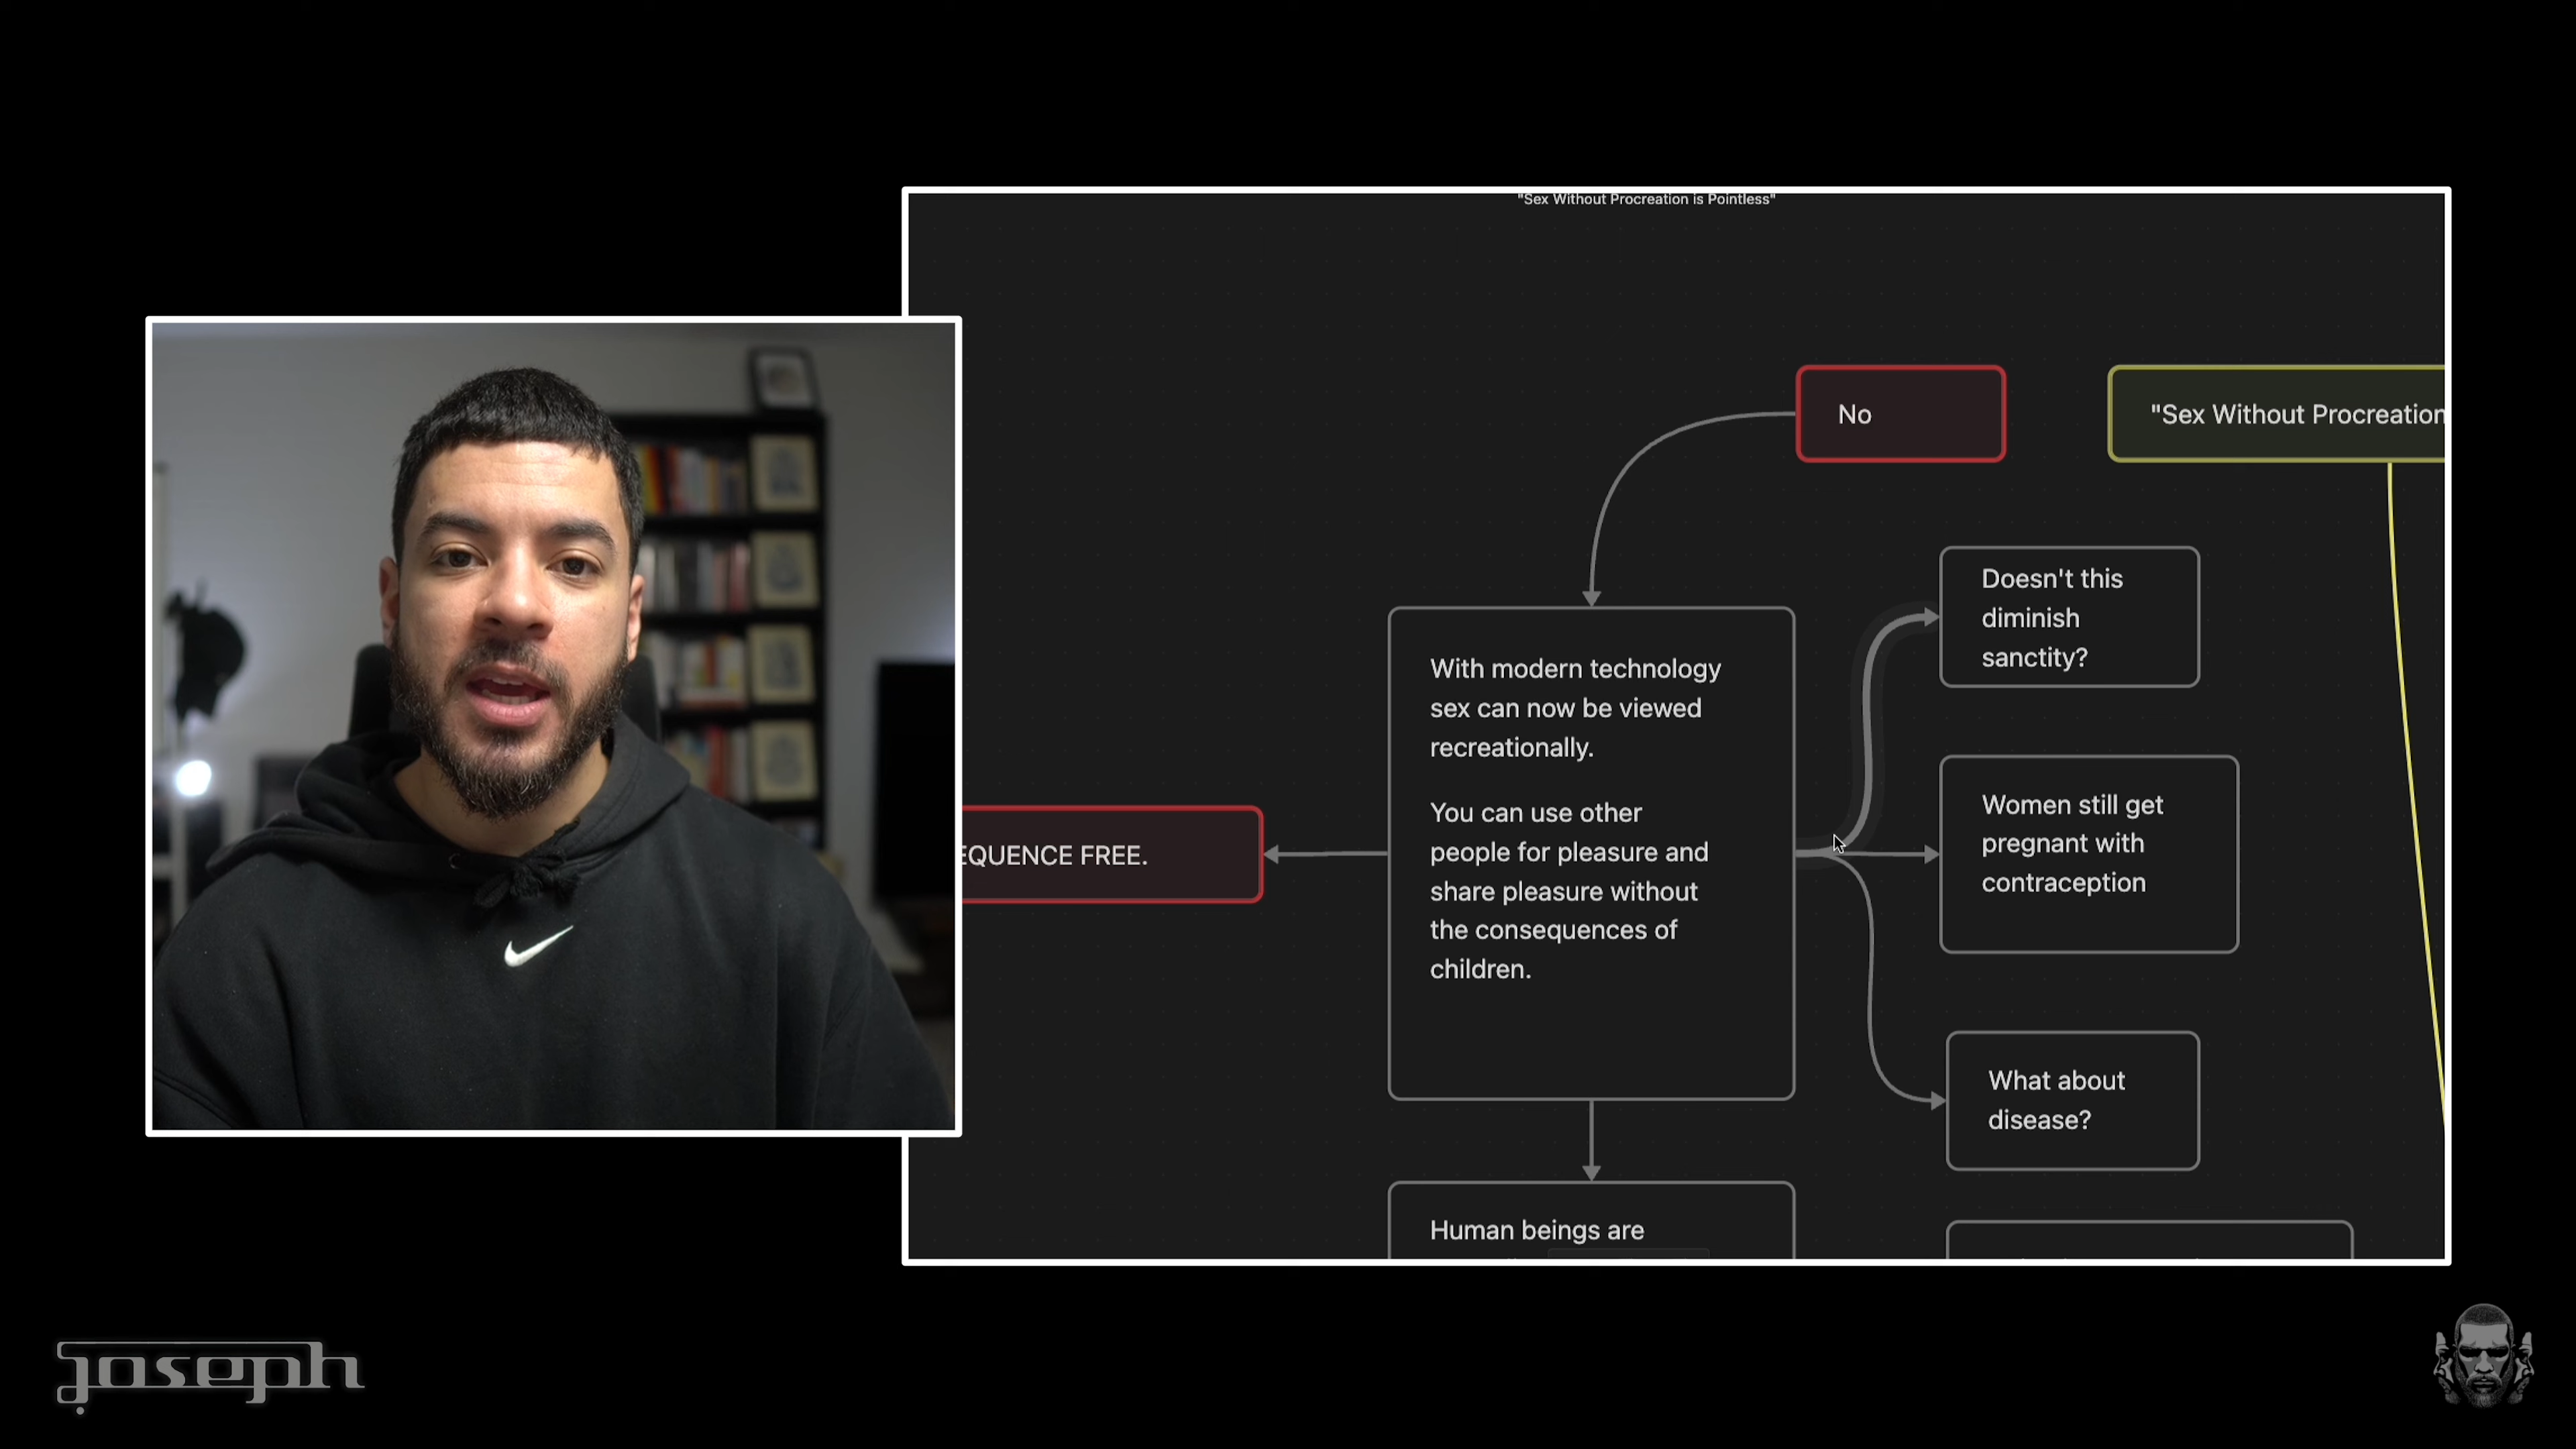 "Sex Without Procreation is Pointless"
No
"Sex Without Procreation
Doesn't this
diminish
sanctity?
With modern technology
sex can now be viewed
recreationally.
You can use other
people for pleasure and
share pleasure without
the consequences of
children.
EQUENCE FREE.
Women still get
pregnant with
contraception
What about
disease?
Human beings are
joseph